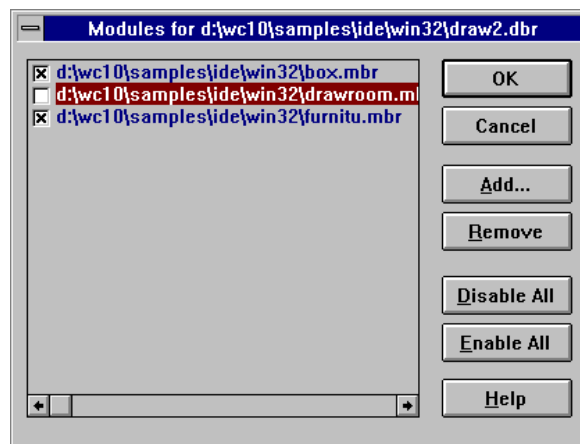 Modules for d:\wc10\samples\ide\win32\draw2.dbr
d:\wc10\samples\ide\win32\box.mbr
d:\wc10\samples\ide\win32\drawroom.ml
d:\wc10\samples\ide\win32\furnitu.mbr
OK
Cancel
Add...
Remove
Disable All
Enable All
Help